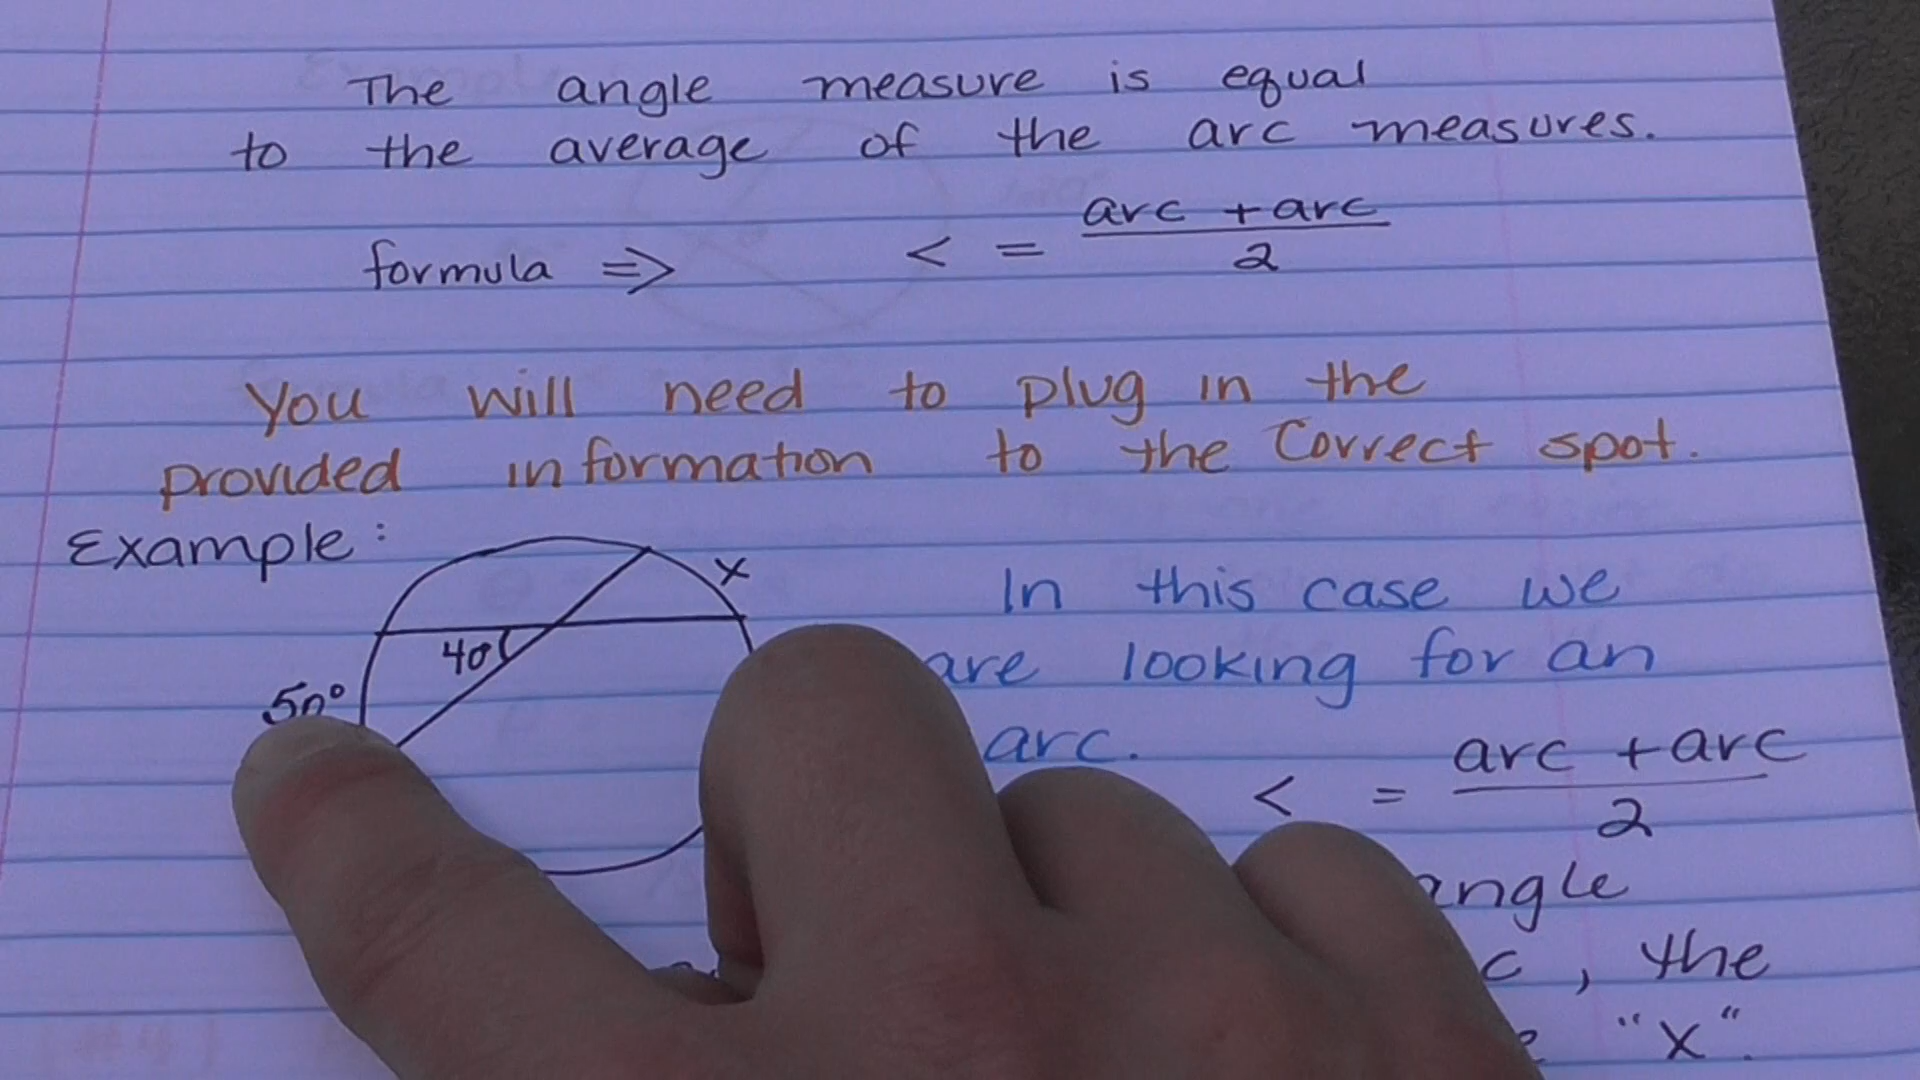 The angle measure is equal
to the average of the arc measures.
formula => < = arc + arc
2
You will need to plug in the
provided information to the Correct spot.
Example:
x
40
50°
In this case we
are looking for an
arc.
< = arc + arc
2
angle
, the
"x".